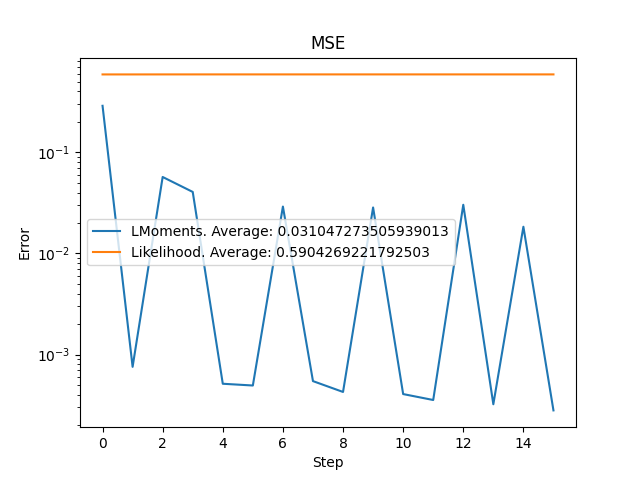 MSE
Error
10⁻¹
10⁻²
10⁻³
LMoments. Average: 0.031047273505939013
Likelihood. Average: 0.5904269221792503
0 2 4 6 8 10 12 14
Step